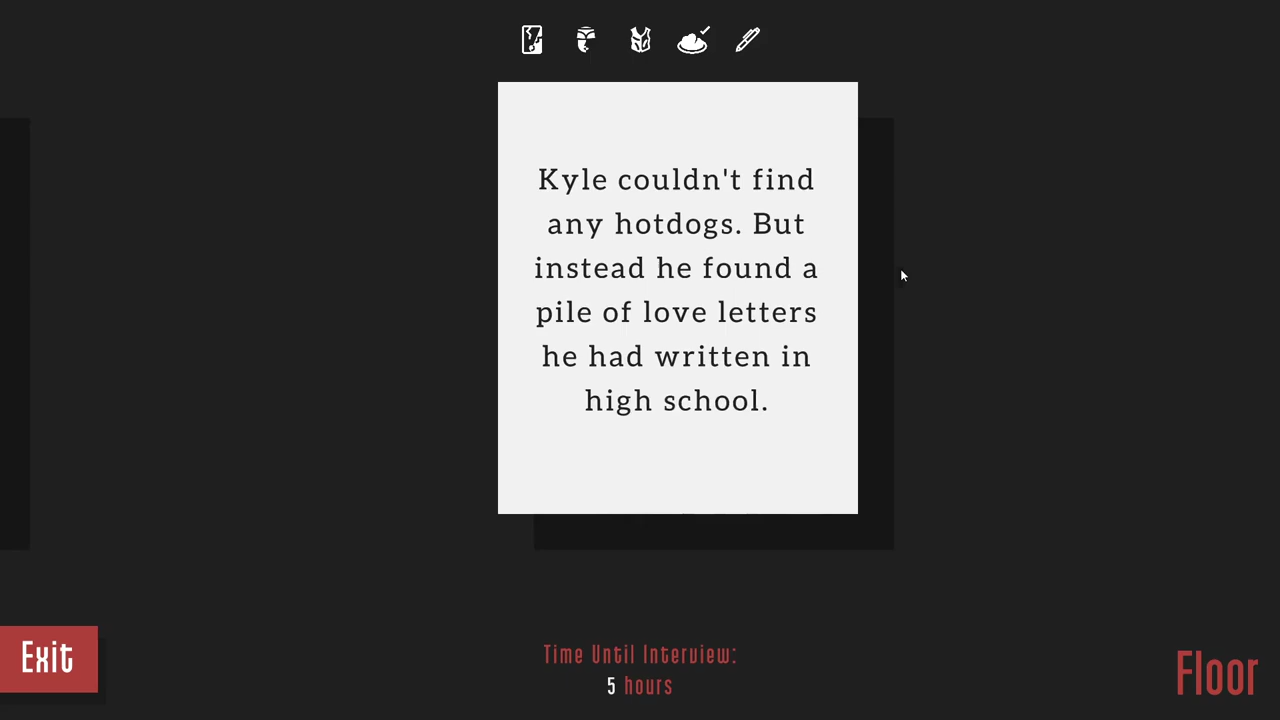 Kyle couldn't find
any hotdogs. But
instead he found a
pile of love letters
he had written in
high school.
Exit
Time Until Interview:
5 hours
Floor